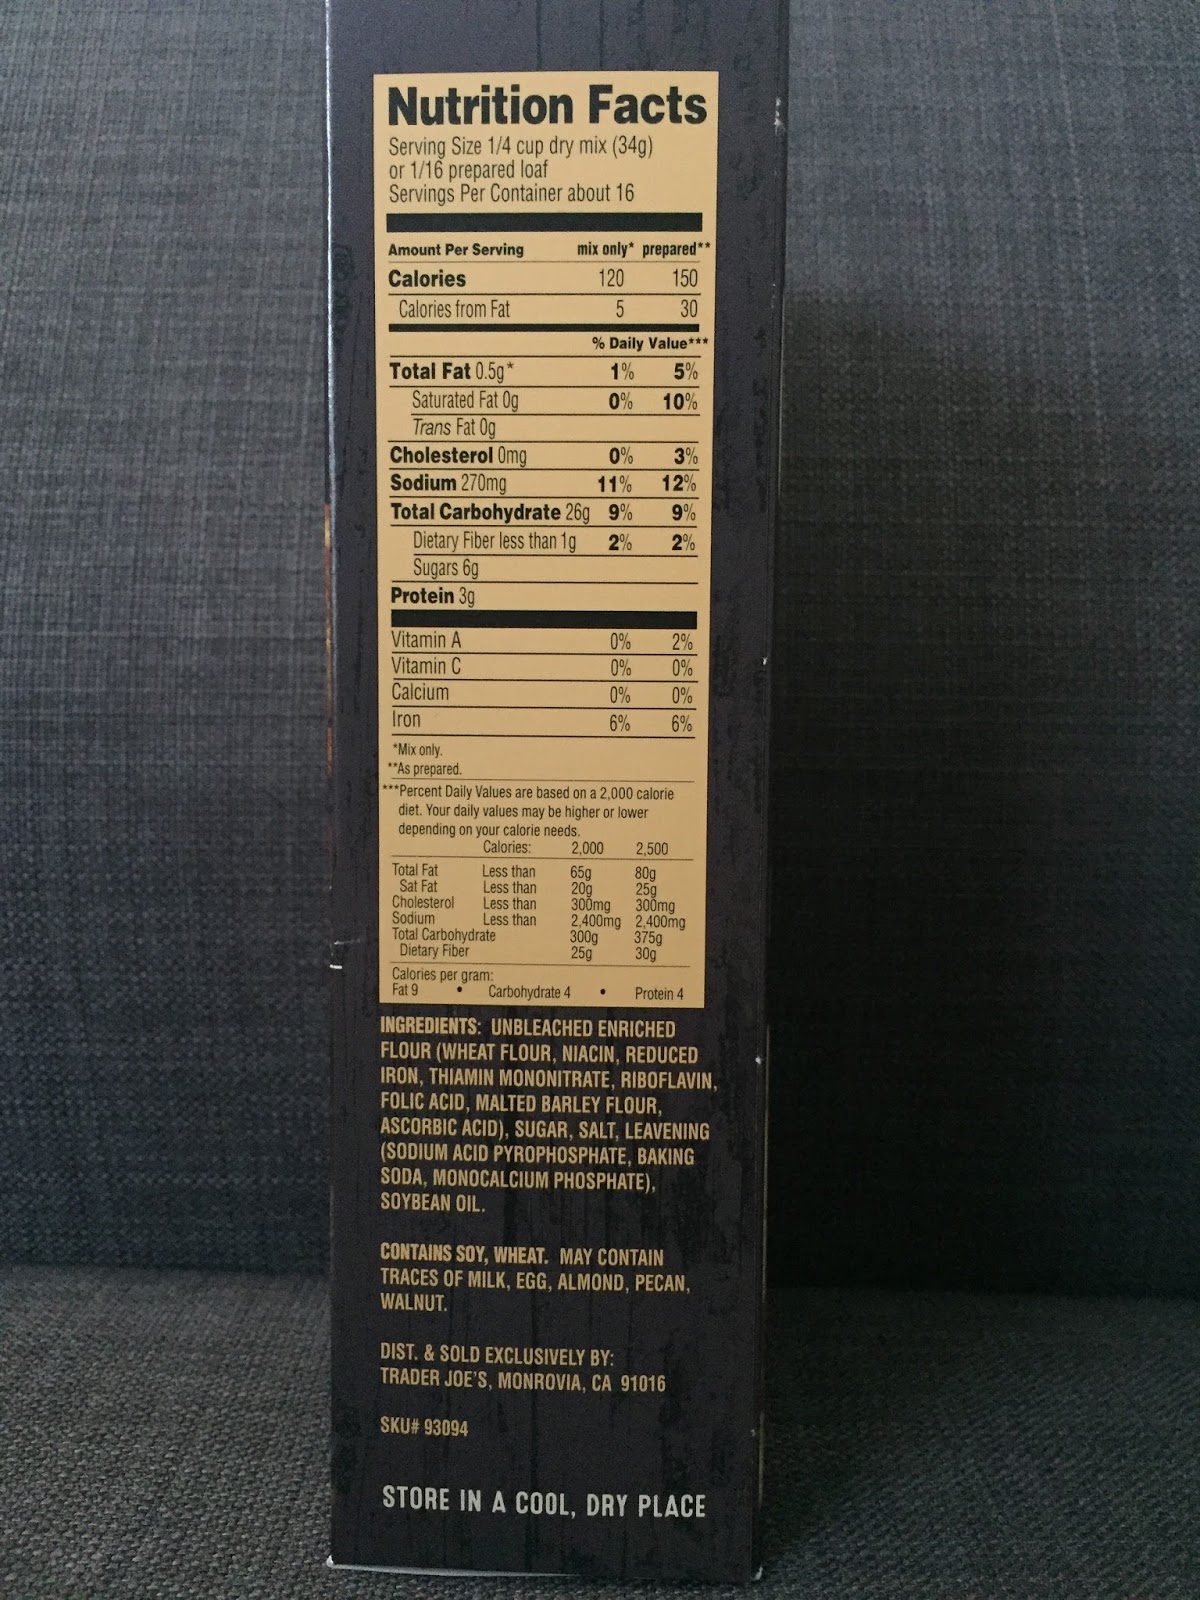 Nutrition Facts
Serving Size 1/4 cup dry mix (34g)
or 1/16 prepared loaf
Servings Per Container about 16
Amount Per Serving mix only* prepared**
Calories 120 150
Calories from Fat 5 30
% Daily Value***
Total Fat 0.5g* 1% 5%
Saturated Fat 0g 0% 10%
Trans Fat 0g
Cholesterol 0mg 0% 3%
Sodium 270mg 11% 12%
Total Carbohydrate 26g 9% 9%
Dietary Fiber less than 1g 2% 2%
Sugars 6g
Protein 3g
Vitamin A 0% 2%
Vitamin C 0% 0%
Calcium 0% 0%
Iron 6% 6%
*Mix only.
**As prepared.
***Percent Daily Values are based on a 2,000 calorie
diet. Your daily values may be higher or lower
depending on your calorie needs.
Calories: 2,000 2,500
Total Fat Less than 65g 80g
Sat Fat Less than 20g 25g
Cholesterol Less than 300mg 300mg
Sodium Less than 2,400mg 2,400mg
Total Carbohydrate 300g 375g
Dietary Fiber 25g 30g
Calories per gram:
Fat 9 • Carbohydrate 4 • Protein 4
INGREDIENTS: UNBLEACHED ENRICHED
FLOUR (WHEAT FLOUR, NIACIN, REDUCED
IRON, THIAMIN MONONITRATE, RIBOFLAVIN,
FOLIC ACID, MALTED BARLEY FLOUR,
ASCORBIC ACID), SUGAR, SALT, LEAVENING
(SODIUM ACID PYROPHOSPHATE, BAKING
SODA, MONOCALCIUM PHOSPHATE),
SOYBEAN OIL.
CONTAINS SOY, WHEAT. MAY CONTAIN
TRACES OF MILK, EGG, ALMOND, PECAN,
WALNUT.
DIST. & SOLD EXCLUSIVELY BY:
TRADER JOE'S, MONROVIA, CA 91016
SKU# 93094
STORE IN A COOL, DRY PLACE